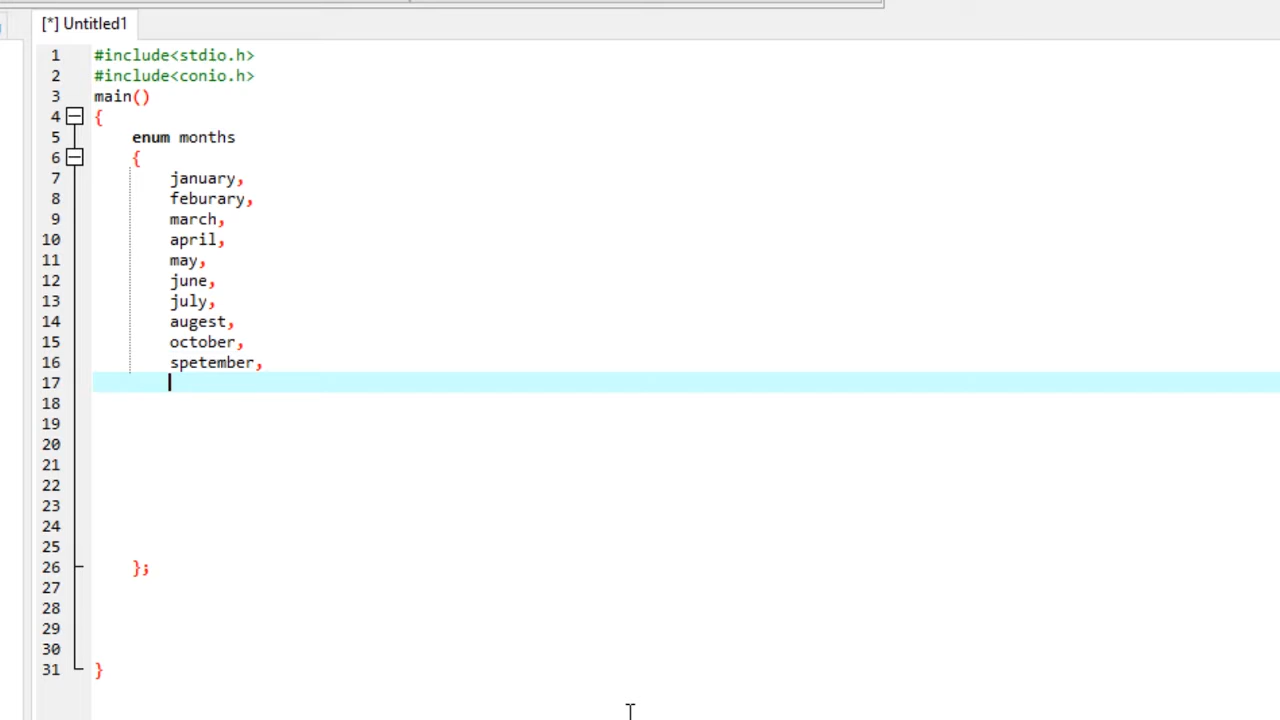 [*] Untitled1
1 #include<stdio.h>
2 #include<conio.h>
3 main()
4 {
5 enum months
6 {
7 january,
8 feburary,
9 march,
10 april,
11 may,
12 june,
13 july,
14 augest,
15 october,
16 spetember,
17
18
19
20
21
22
23
24
25
26 };
27
28
29
30
31 }